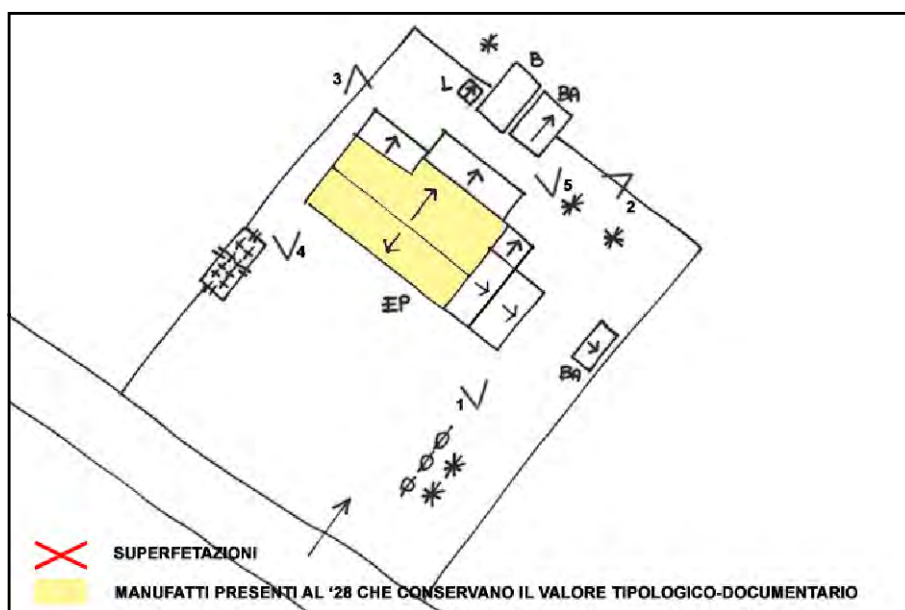 B
3
L
BA
5
2
4
EP
BA
1
SUPERFETAZIONI
MANUFATTI PRESENTI AL '28 CHE CONSERVANO IL VALORE TIPOLOGICO-DOCUMENTARIO